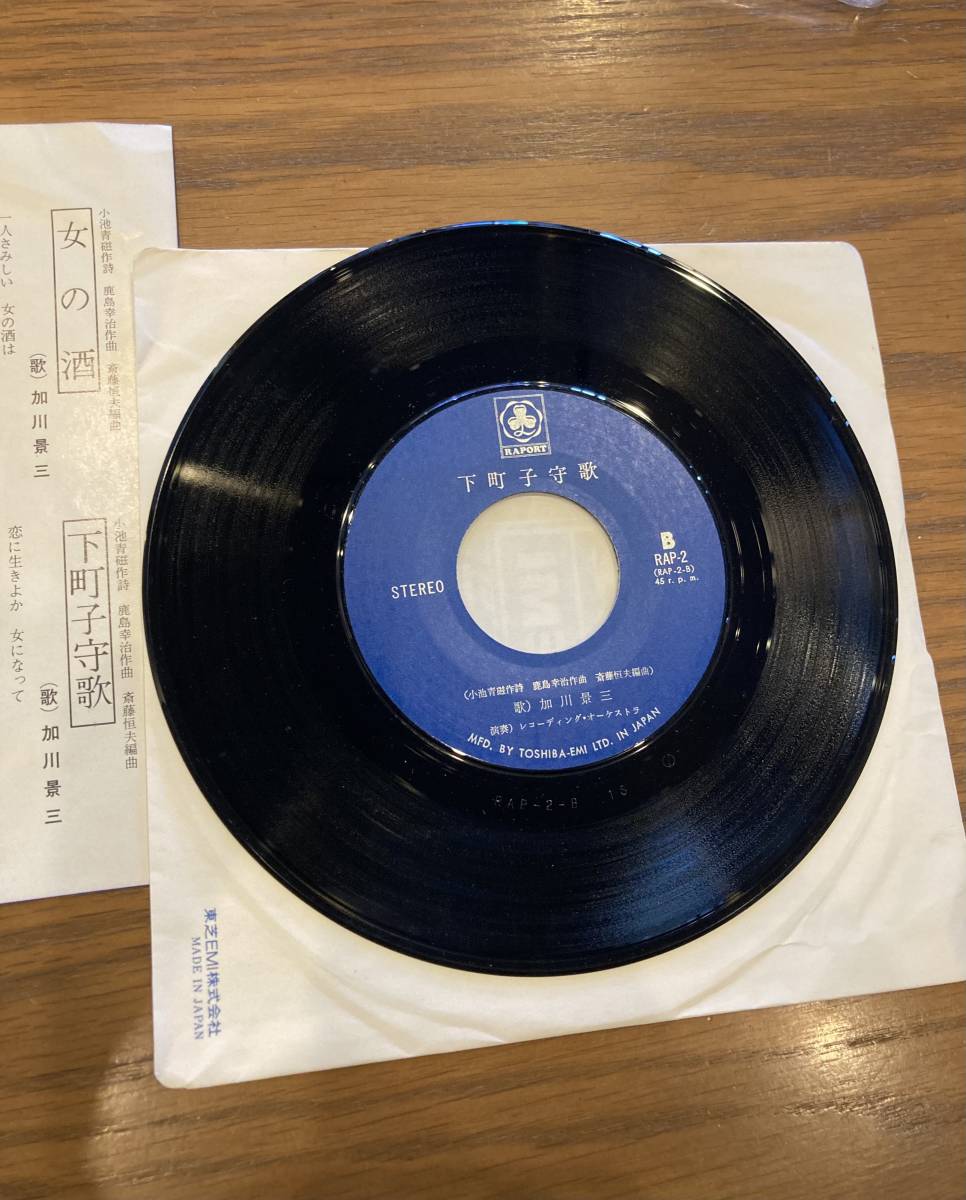 小池青磁作詩　鹿島幸治作曲　斎藤恒夫編曲
女の酒
(歌) 加川景三
一人さみしい　女の酒は
小池青磁作詩　鹿島幸治作曲　斎藤恒夫編曲
下町子守歌
(歌) 加川景三
恋に生きよか　女になって
RAPORT
下町子守歌
STEREO
B
RAP-2
(RAP-2-B)
45 r.p.m.
(小池青磁作詩　鹿島幸治作曲　斎藤恒夫編曲)
歌) 加川景三
演奏) レコーディング・オーケストラ
MFD. BY TOSHIBA-EMI LTD. IN JAPAN
RAP-2-B 1S
東芝EMI株式会社
MADE IN JAPAN